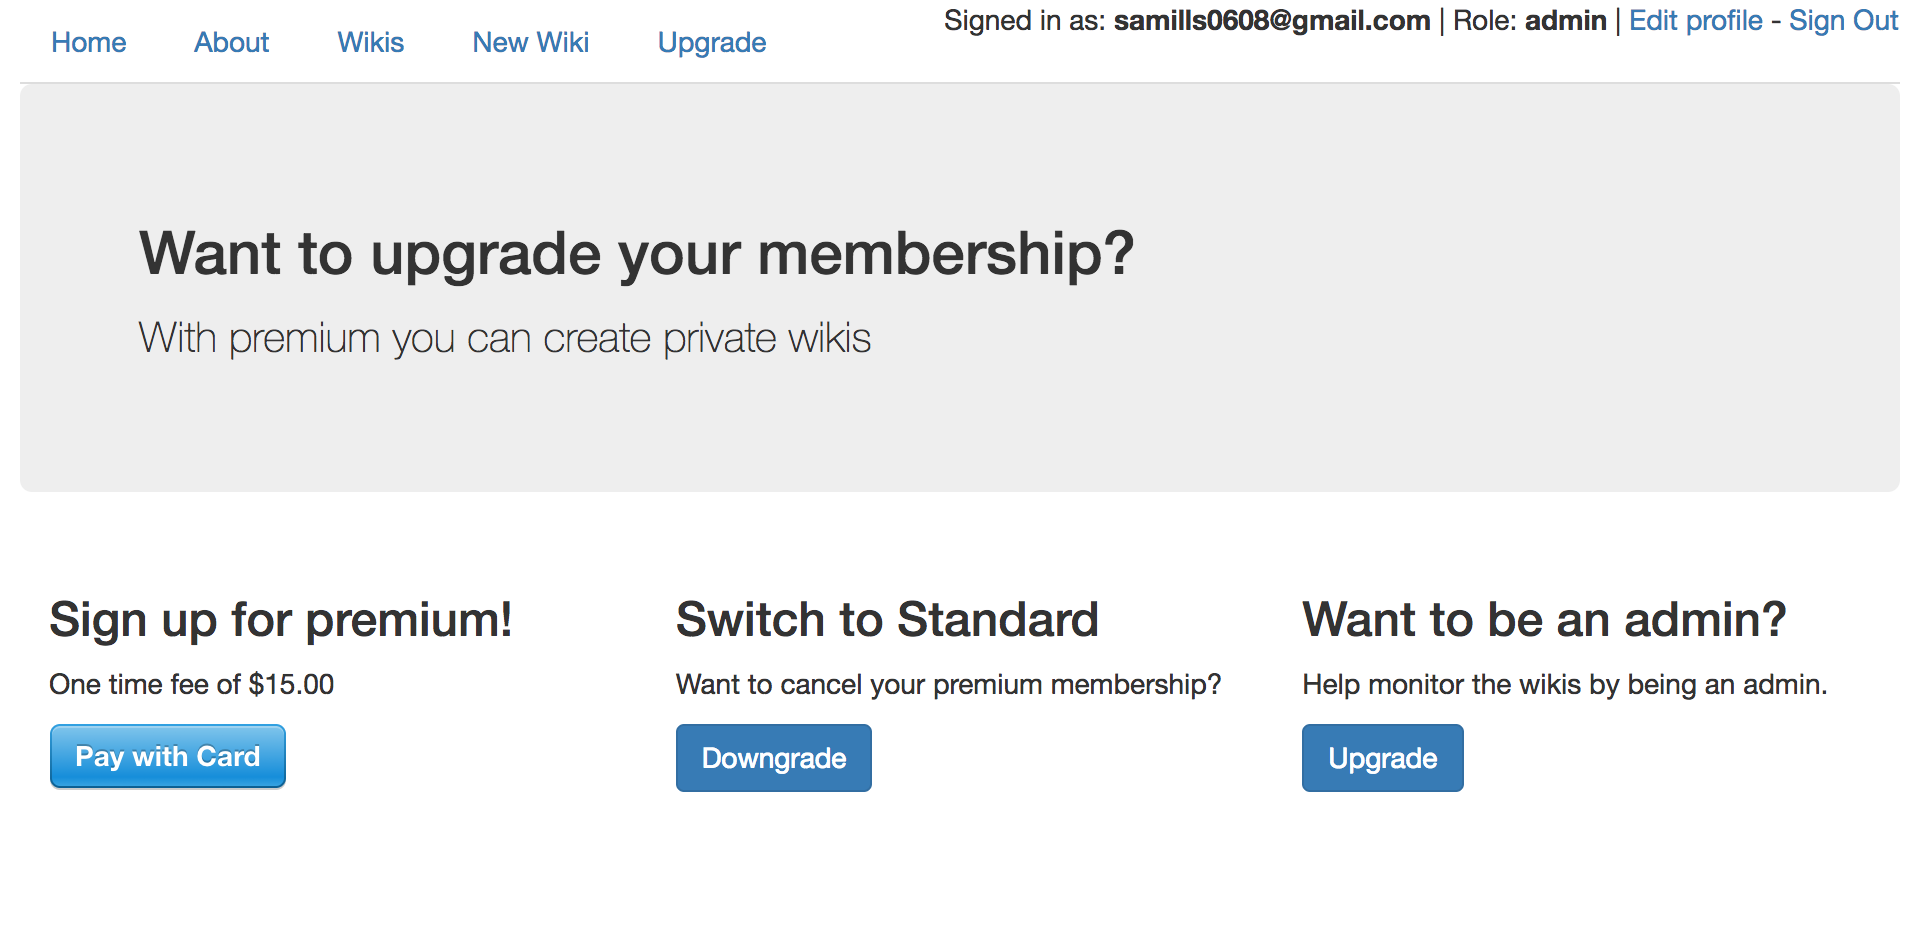 Home About Wikis New Wiki Upgrade
Signed in as: samills0608@gmail.com | Role: admin | Edit profile - Sign Out
Want to upgrade your membership?
With premium you can create private wikis
Sign up for premium!
One time fee of $15.00
Pay with Card
Switch to Standard
Want to cancel your premium membership?
Downgrade
Want to be an admin?
Help monitor the wikis by being an admin.
Upgrade